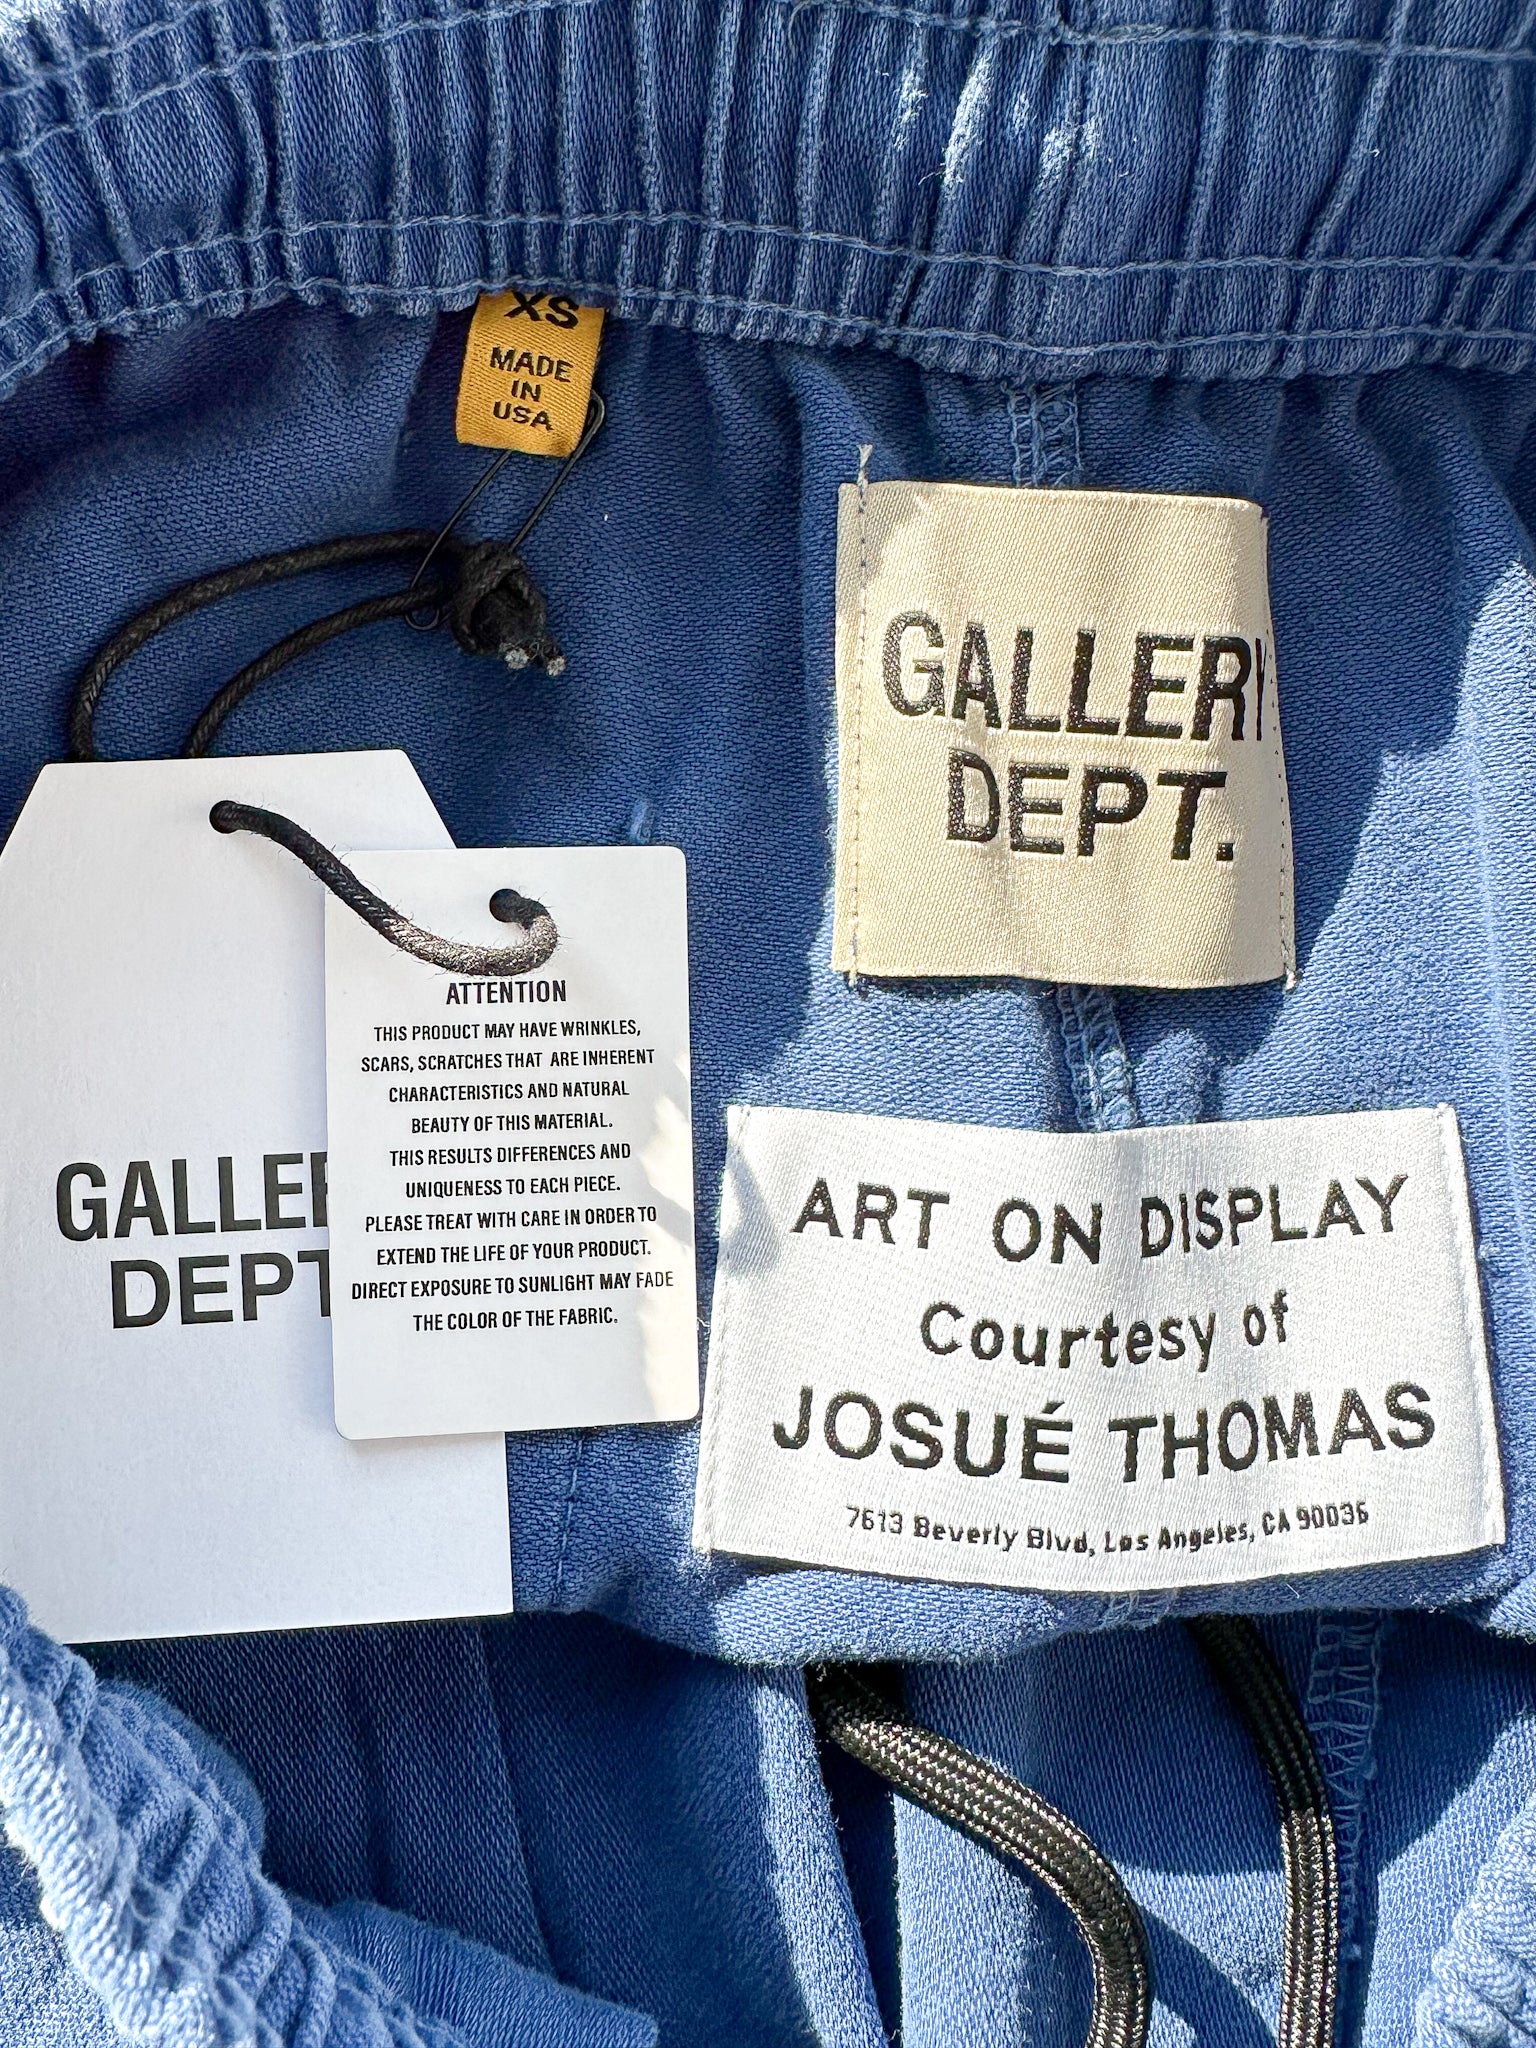 XS
MADE
IN
USA
GALLERY
DEPT.
GALLE
DEPT
ATTENTION
THIS PRODUCT MAY HAVE WRINKLES,
SCARS, SCRATCHES THAT ARE INHERENT
CHARACTERISTICS AND NATURAL
BEAUTY OF THIS MATERIAL.
THIS RESULTS DIFFERENCES AND
UNIQUENESS TO EACH PIECE.
PLEASE TREAT WITH CARE IN ORDER TO
EXTEND THE LIFE OF YOUR PRODUCT.
DIRECT EXPOSURE TO SUNLIGHT MAY FADE
THE COLOR OF THE FABRIC.
ART ON DISPLAY
Courtesy of
JOSUÉ THOMAS
7613 Beverly Blvd, Los Angeles, CA 90036